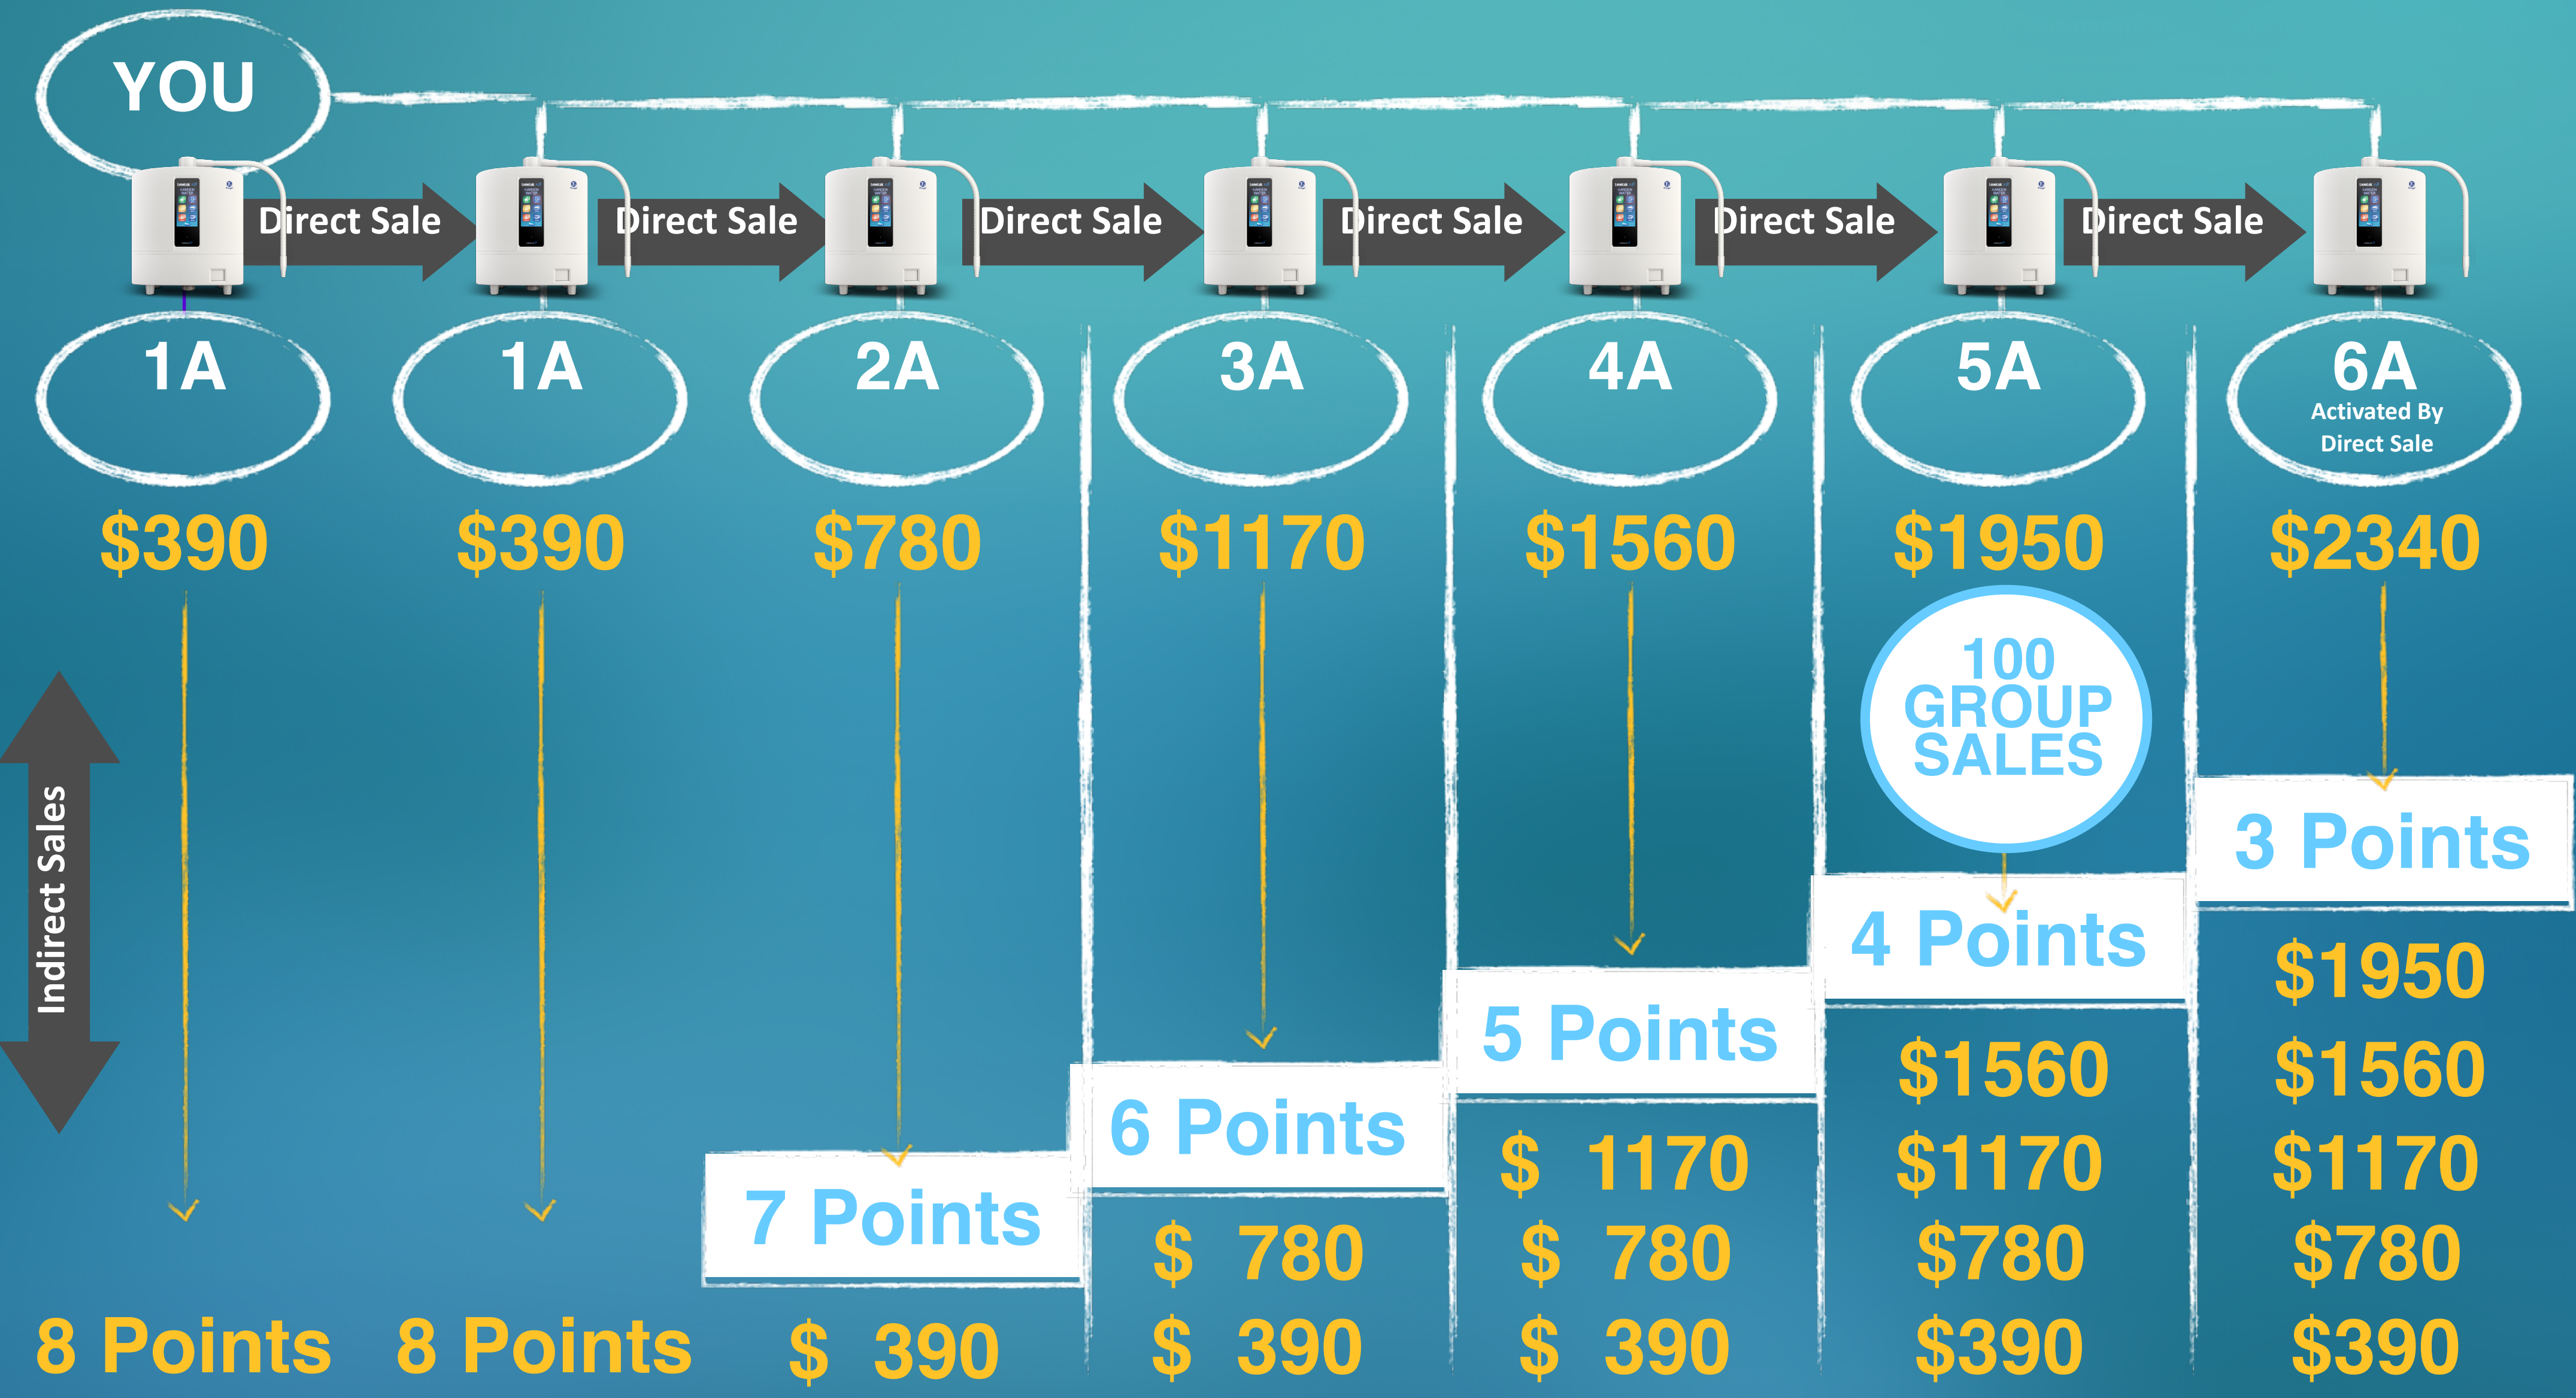 YOU
Direct Sale
Direct Sale
Direct Sale
Direct Sale
Direct Sale
Direct Sale
1A
1A
2A
3A
4A
5A
6A
Activated By
Direct Sale
$390
$390
$780
$1170
$1560
$1950
$2340
Indirect Sales
100
GROUP
SALES
3 Points
4 Points
5 Points
6 Points
7 Points
8 Points
8 Points
$ 390
$ 780
$ 390
$ 1170
$ 780
$ 390
$1560
$1170
$780
$390
$1950
$1560
$1170
$780
$390